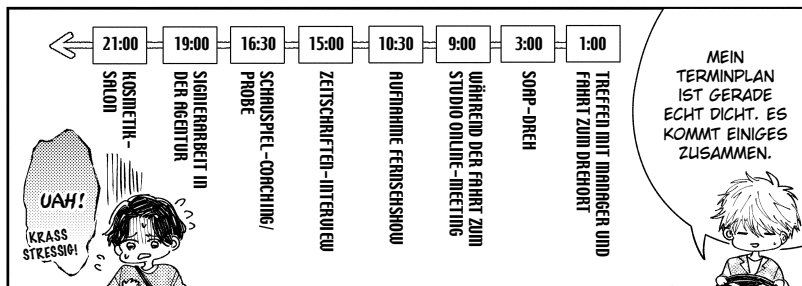 MEIN
TERMINPLAN
IST GERADE
ECHT DICHT. ES
KOMMT EINIGES
ZUSAMMEN.
1:00
TREFFEN MIT MANAGER UND
FAHRT ZUM DREHORT
3:00
SOAP-DREH
9:00
WÄHREND DER FAHRT ZUM
STUDIO ONLINE-MEETING
10:30
AUFNAHME FERNSEHSHOW
15:00
ZEITSCHRIFTEN-INTERVIEW
16:30
SCHAUSPIEL-COACHING/
PROBE
19:00
SIGNIERARBEIT IN
DER AGENTUR
21:00
KOSMETIK-
SALON
UAH!
KRASS
STRESSIG!